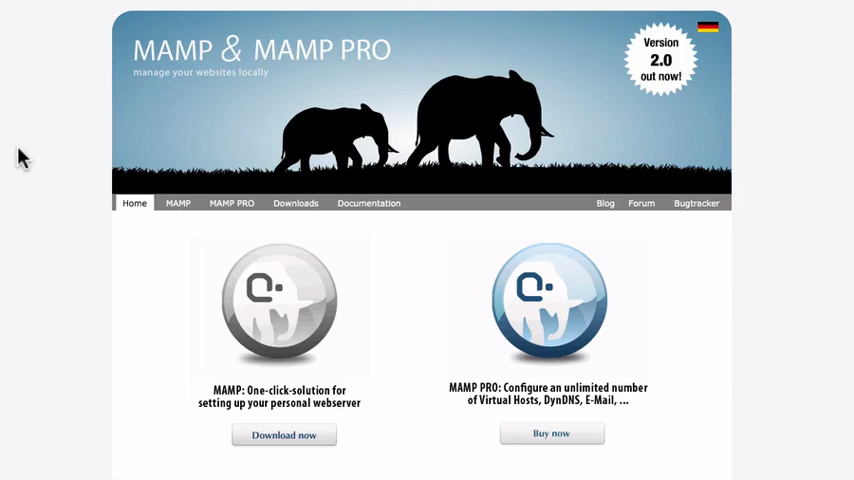 MAMP & MAMP PRO
manage your websites locally
Version
2.0
out now!
Home MAMP MAMP PRO Downloads Documentation Blog Forum Bugtracker
MAMP: One-click-solution for
setting up your personal webserver
Download now
MAMP PRO: Configure an unlimited number
of Virtual Hosts, DynDNS, E-Mail, ...
Buy now